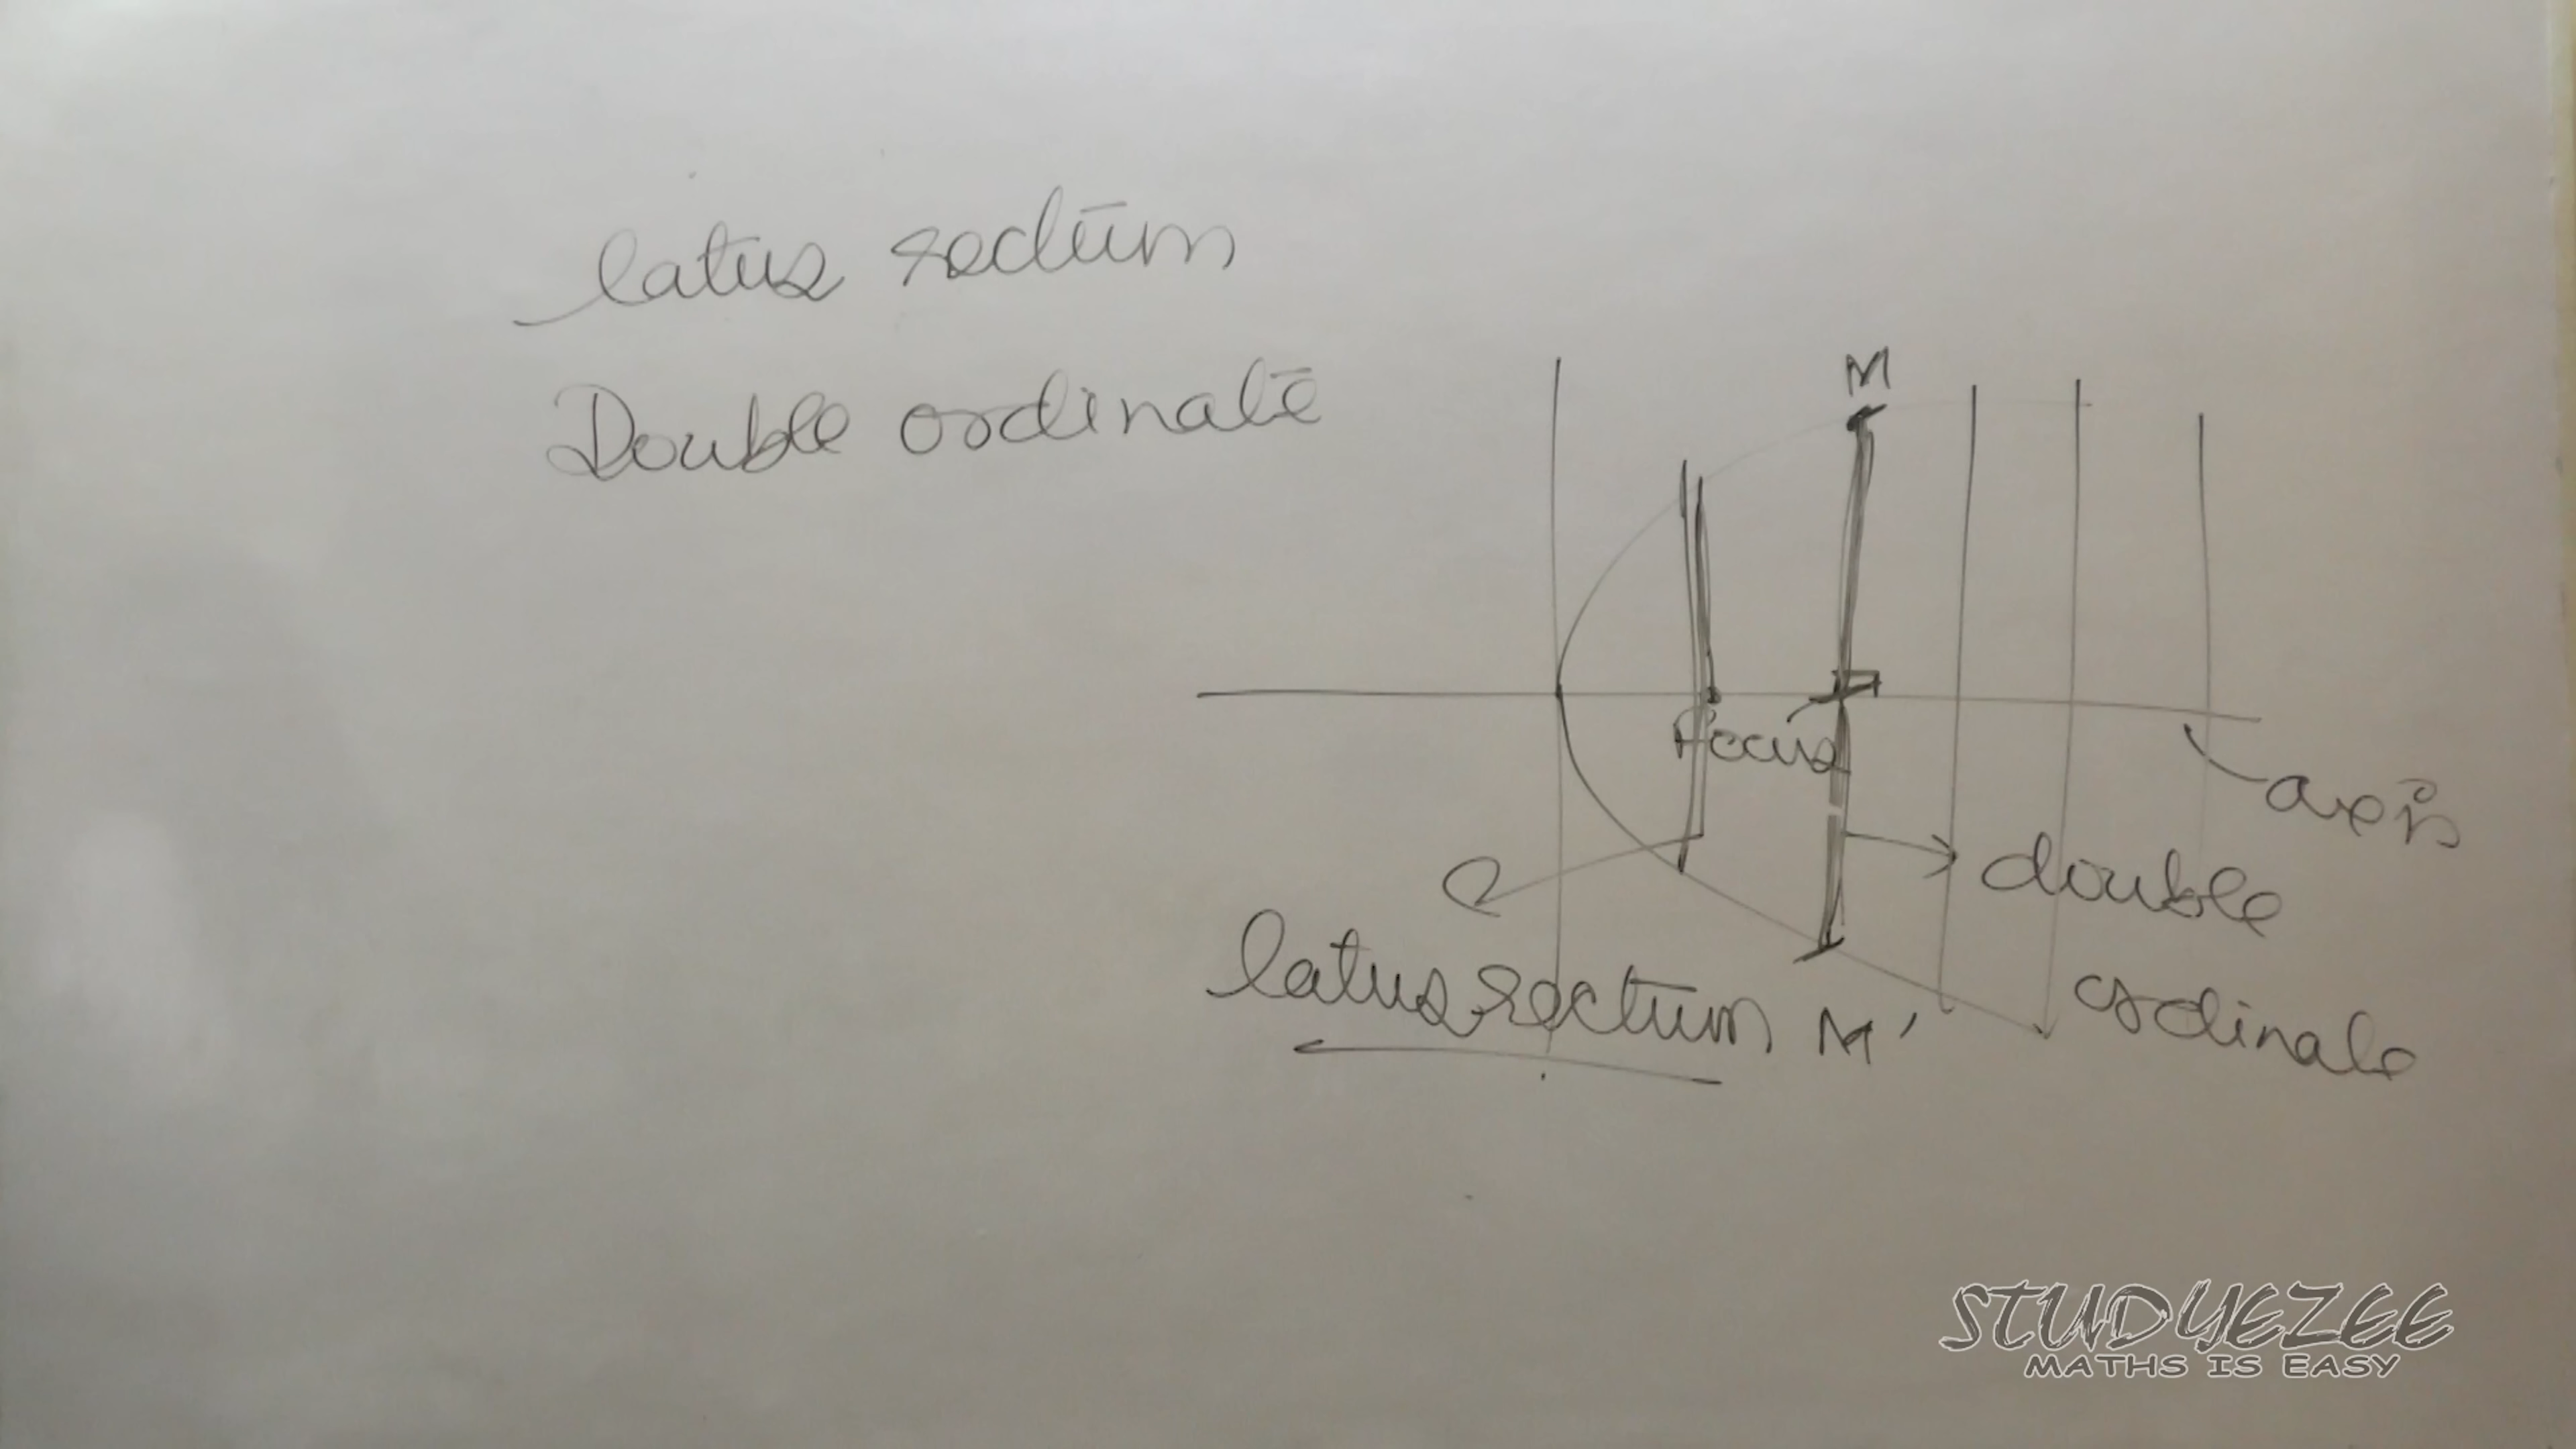 latus rectum
Double ordinate
M
focus
axis
double
ordinate
latus rectum
M'
STUDYEZEE
MATHS IS EASY